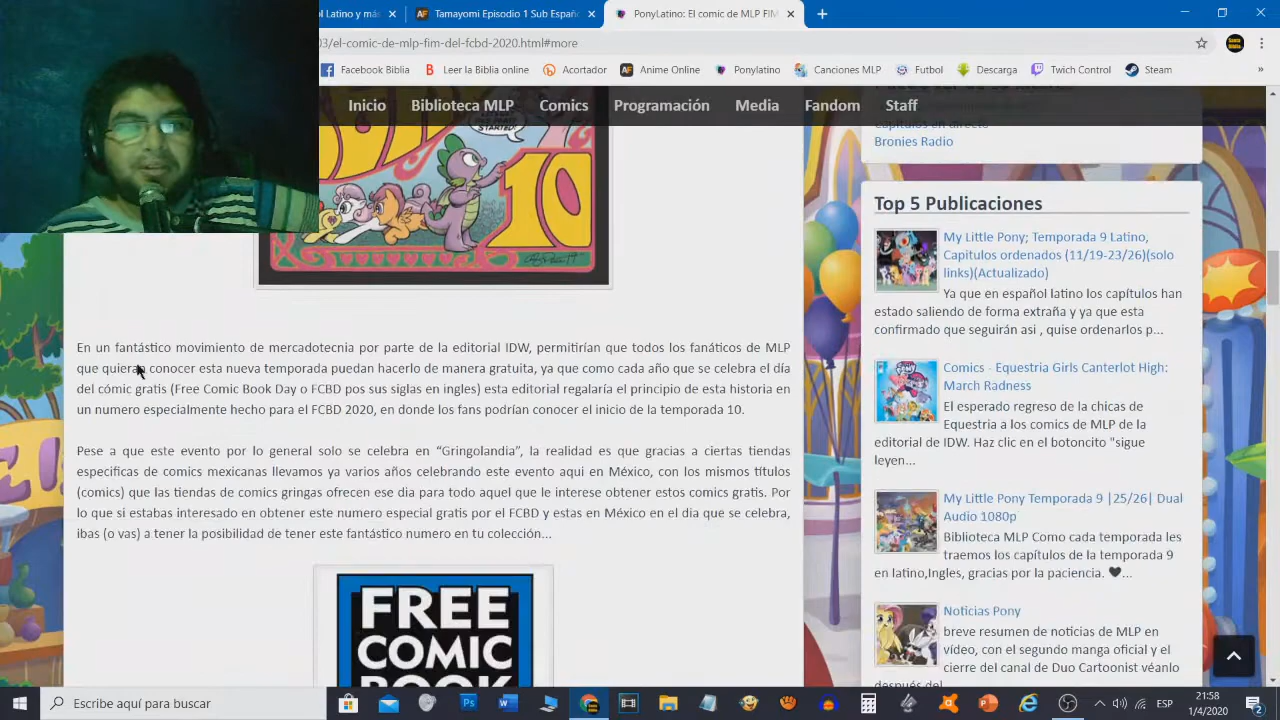 ol Latino y más
Tamayomi Episodio 1 Sub Españo
PonyLatino: El comic de MLP FIM
03/el-comic-de-mlp-fim-del-fcbd-2020.html#more
Facebook Biblia
Leer la Biblia online
Acortador
Anime Online
Ponylatino
Canciones MLP
Futbol
Descarga
Twich Control
Steam
Inicio
Biblioteca MLP
Comics
Programación
Media
Fandom
Staff
STARTED!
10
En un fantástico movimiento de mercadotecnia por parte de la editorial IDW, permitirían que todos los fanáticos de MLP
que quieran conocer esta nueva temporada puedan hacerlo de manera gratuita, ya que como cada año que se celebra el día
del cómic gratis (Free Comic Book Day o FCBD pos sus siglas en ingles) esta editorial regalaría el principio de esta historia en
un numero especialmente hecho para el FCBD 2020, en donde los fans podrían conocer el inicio de la temporada 10.
Pese a que este evento por lo general solo se celebra en “Gringolandia”, la realidad es que gracias a ciertas tiendas
específicas de comics mexicanas llevamos ya varios años celebrando este evento aquí en México, con los mismos títulos
(comics) que las tiendas de comics gringas ofrecen ese dia para todo aquel que le interese obtener estos comics gratis. Por
lo que si estabas interesado en obtener este numero especial gratis por el FCBD y estas en México en el dia que se celebra,
ibas (o vas) a tener la posibilidad de tener este fantástico numero en tu colección...
FREE
COMIC
BOOK
Capítulos en directo
Bronies Radio
Top 5 Publicaciones
My Little Pony; Temporada 9 Latino,
Capitulos ordenados (11/19-23/26)(solo
links)(Actualizado)
Ya que en español latino los capítulos han
estado saliendo de forma extraña y ya que esta
confirmado que seguirán asi , quise ordenarlos p...
Comics - Equestria Girls Canterlot High:
March Radness
El esperado regreso de la chicas de
Equestria a los comics de MLP de la
editorial de IDW. Haz clic en el botoncito "sigue
leyen...
My Little Pony Temporada 9 |25/26| Dual
Audio 1080p
Biblioteca MLP Como cada temporada les
traemos los capítulos de la temporada 9
en latino,Ingles, gracias por la paciencia. 🖤...
Noticias Pony
breve resumen de noticias de MLP en
vídeo, con el segundo manga oficial y el
cierre del canal de Duo Cartoonist véanlo
después del
Escribe aquí para buscar
ESP
21:58
1/4/2020
2